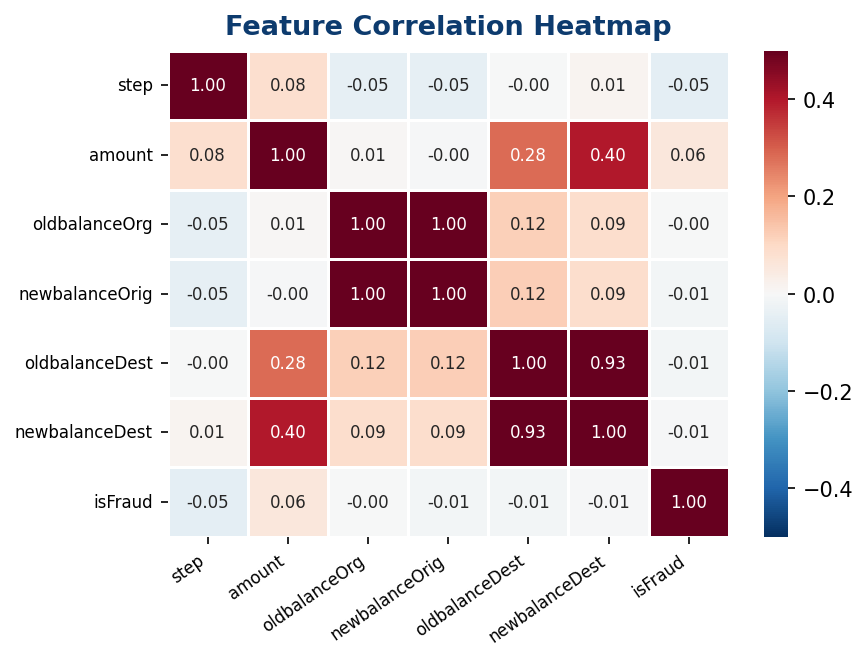 Feature Correlation Heatmap
step 1.00 0.08 -0.05 -0.05 -0.00 0.01 -0.05
amount 0.08 1.00 0.01 -0.00 0.28 0.40 0.06
oldbalanceOrg -0.05 0.01 1.00 1.00 0.12 0.09 -0.00
newbalanceOrig -0.05 -0.00 1.00 1.00 0.12 0.09 -0.01
oldbalanceDest -0.00 0.28 0.12 0.12 1.00 0.93 -0.01
newbalanceDest 0.01 0.40 0.09 0.09 0.93 1.00 -0.01
isFraud -0.05 0.06 -0.00 -0.01 -0.01 -0.01 1.00
step amount oldbalanceOrg newbalanceOrig oldbalanceDest newbalanceDest isFraud
0.4
0.2
0.0
−0.2
−0.4